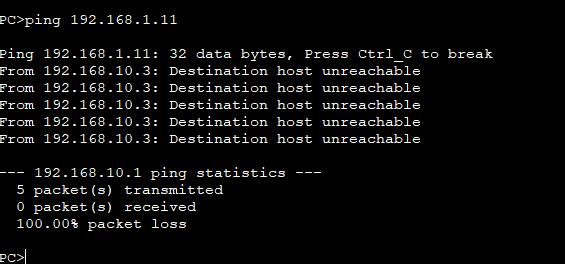 PC>ping 192.168.1.11
Ping 192.168.1.11: 32 data bytes, Press Ctrl_C to break
From 192.168.10.3: Destination host unreachable
From 192.168.10.3: Destination host unreachable
From 192.168.10.3: Destination host unreachable
From 192.168.10.3: Destination host unreachable
From 192.168.10.3: Destination host unreachable
--- 192.168.10.1 ping statistics ---
5 packet(s) transmitted
0 packet(s) received
100.00% packet loss
PC>